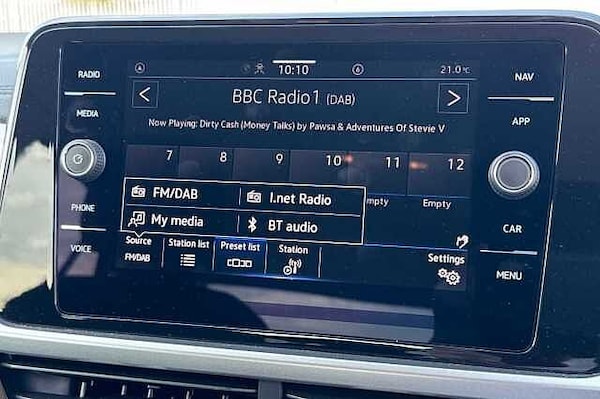 RADIO
10:10
21.0°C
NAV
BBC Radio 1 (DAB)
MEDIA
APP
Now Playing: Dirty Cash (Money Talks) by Pawsa & Adventures Of Stevie V
7 8 9 10 11 12
FM/DAB
I.net Radio
mpty
Empty
PHONE
My media
BT audio
CAR
VOICE
Source
Station list
Preset list
Station
Settings
FM/DAB
MENU